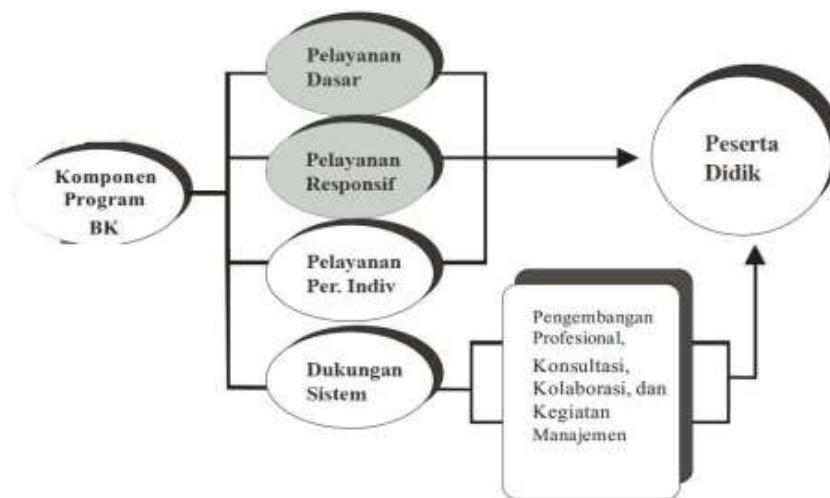 Pelayanan
Dasar
Pelayanan
Responsif
Komponen
Program
BK
Pelayanan
Per. Indiv
Dukungan
Sistem
Peserta
Didik
Pengembangan
Profesional,
Konsultasi,
Kolaborasi, dan
Kegiatan
Manajemen